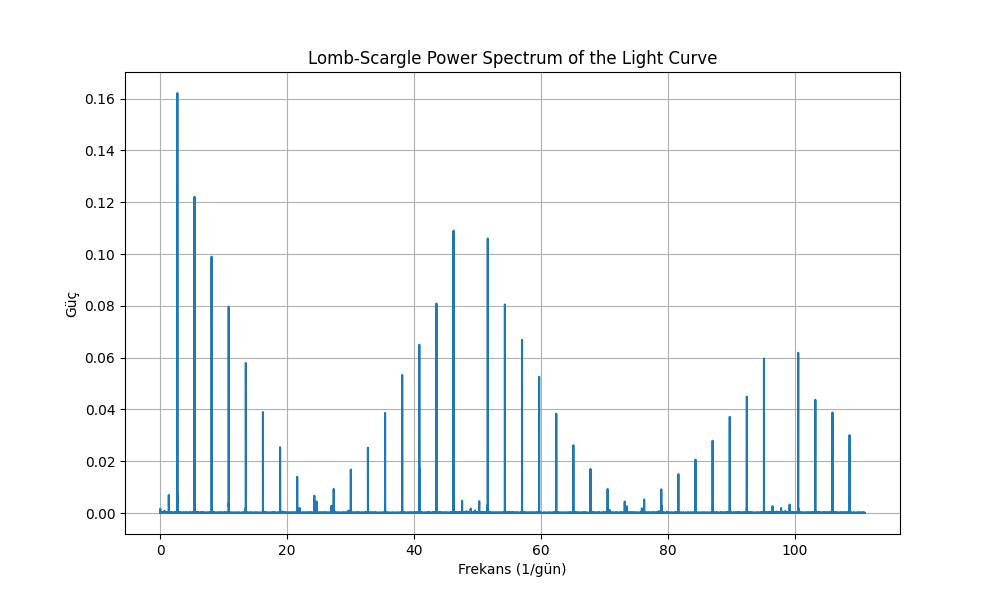 Lomb-Scargle Power Spectrum of the Light Curve
Güç
0.16
0.14
0.12
0.10
0.08
0.06
0.04
0.02
0.00
0 20 40 60 80 100
Frekans (1/gün)